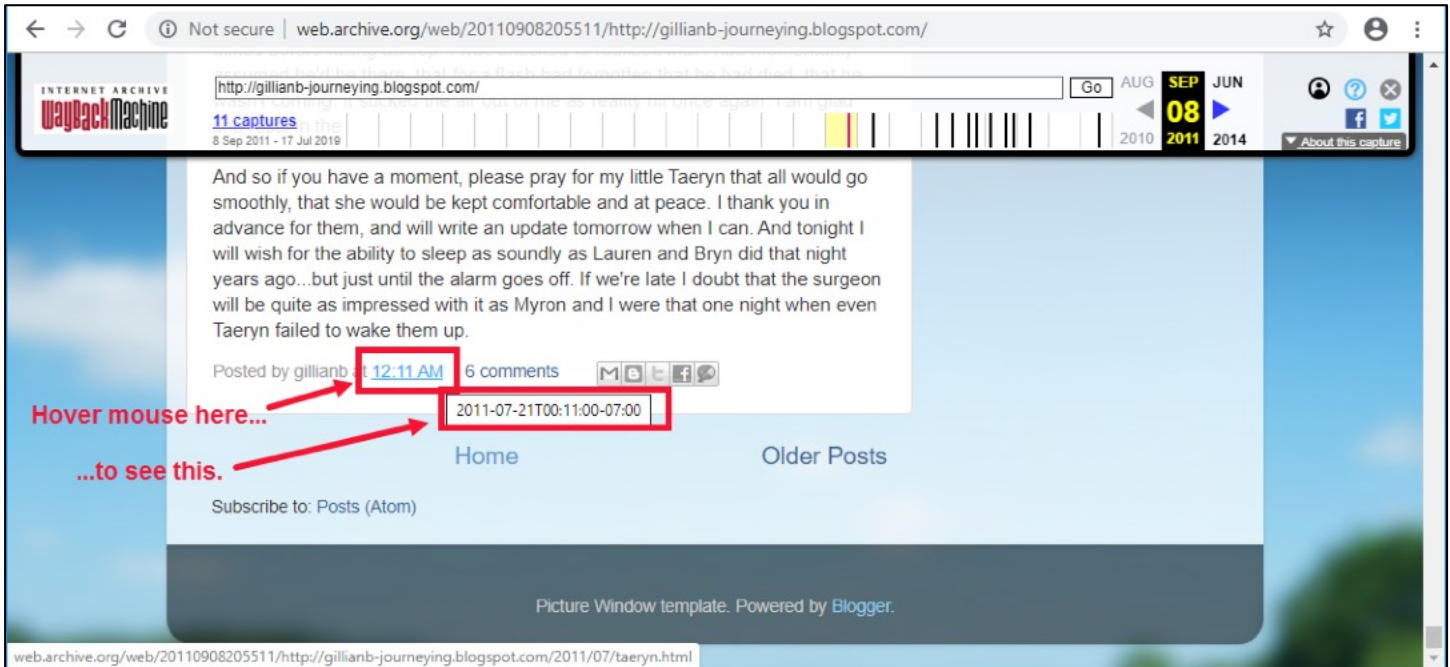 Not secure | web.archive.org/web/20110908205511/http://gillianb-journeying.blogspot.com/
INTERNET ARCHIVE
WayBackMachine
http://gillianb-journeying.blogspot.com/
Go
AUG SEP JUN
11 captures
08
8 Sep 2011 - 17 Jul 2019
2010 2011 2014
About this capture
And so if you have a moment, please pray for my little Taeryn that all would go
smoothly, that she would be kept comfortable and at peace. I thank you in
advance for them, and will write an update tomorrow when I can. And tonight I
will wish for the ability to sleep as soundly as Lauren and Bryn did that night
years ago...but just until the alarm goes off. If we're late I doubt that the surgeon
will be quite as impressed with it as Myron and I were that one night when even
Taeryn failed to wake them up.
Posted by gillianb at 12:11 AM 6 comments
Hover mouse here...
2011-07-21T00:11:00-07:00
...to see this.
Home Older Posts
Subscribe to: Posts (Atom)
Picture Window template. Powered by Blogger.
web.archive.org/web/20110908205511/http://gillianb-journeying.blogspot.com/2011/07/taeryn.html